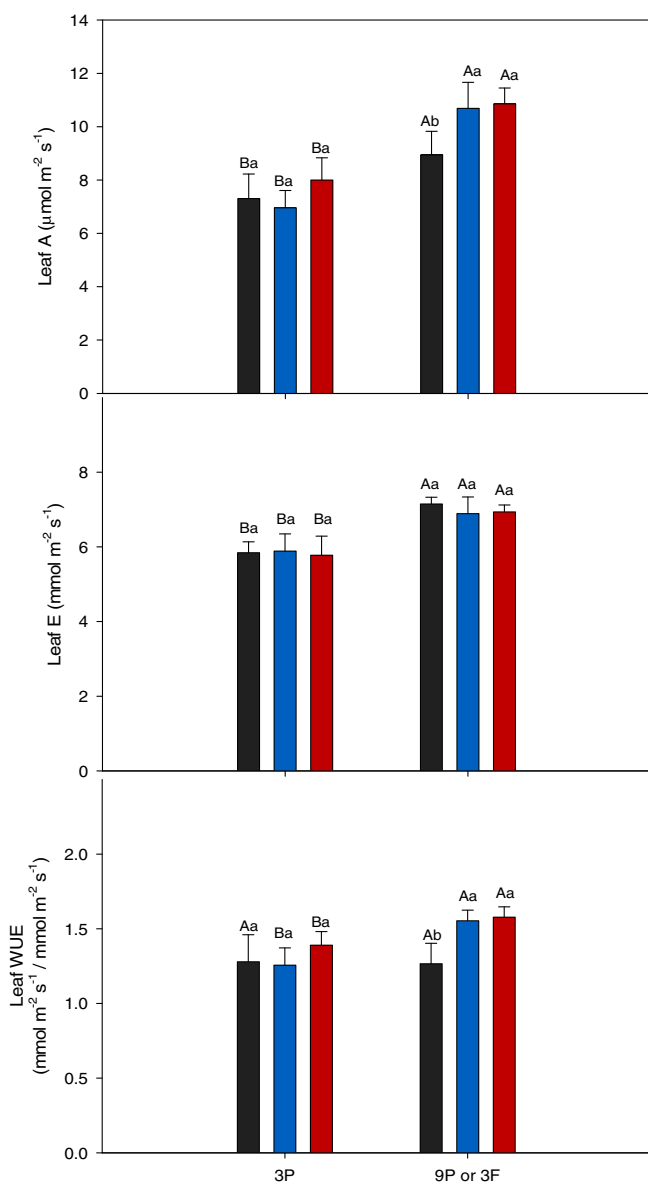 14
12
10
8
6
4
2
0
Leaf A (μmol m⁻² s⁻¹)
Ba
Ba
Ba
Ab
Aa
Aa
8
6
4
2
0
Leaf E (mmol m⁻² s⁻¹)
Ba
Ba
Ba
Aa
Aa
Aa
2.0
1.5
1.0
0.5
0.0
Leaf WUE
(mmol m⁻² s⁻¹ / mmol m⁻² s⁻¹)
Aa
Ba
Ba
Ab
Aa
Aa
3P
9P or 3F